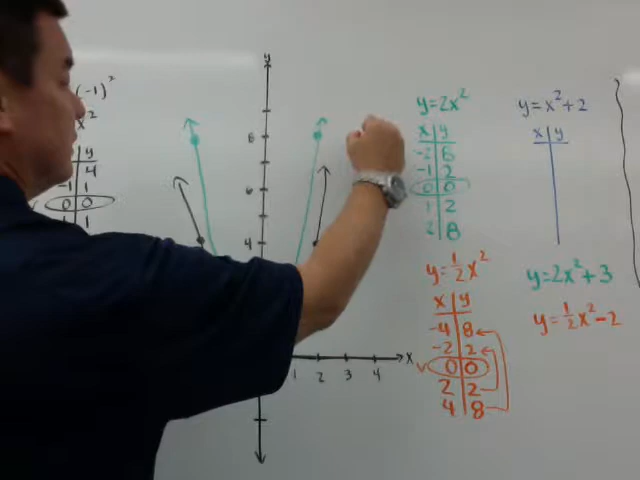 (-1)²
x²
y
4
-1 1
0 0
1 1
y
8
6
4
1 2 3 4 x
y=2x²
x y
-2 8
-1 2
0 0
1 2
2 8
y=½x²
x y
-4 8
-2 2
v 0 0
2 2
4 8
y=x²+2
x y
y=2x²+3
y=½x²-2